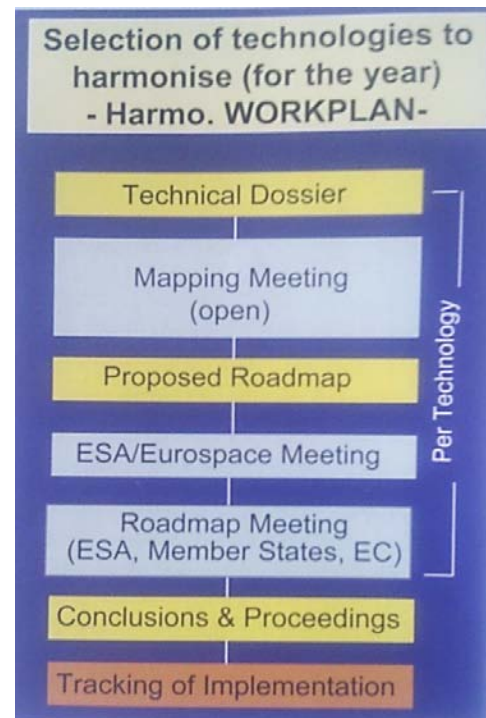 Selection of technologies to
harmonise (for the year)
- Harmo. WORKPLAN-
Technical Dossier
Mapping Meeting
(open)
Proposed Roadmap
ESA/Eurospace Meeting
Roadmap Meeting
(ESA, Member States, EC)
Per Technology
Conclusions & Proceedings
Tracking of Implementation